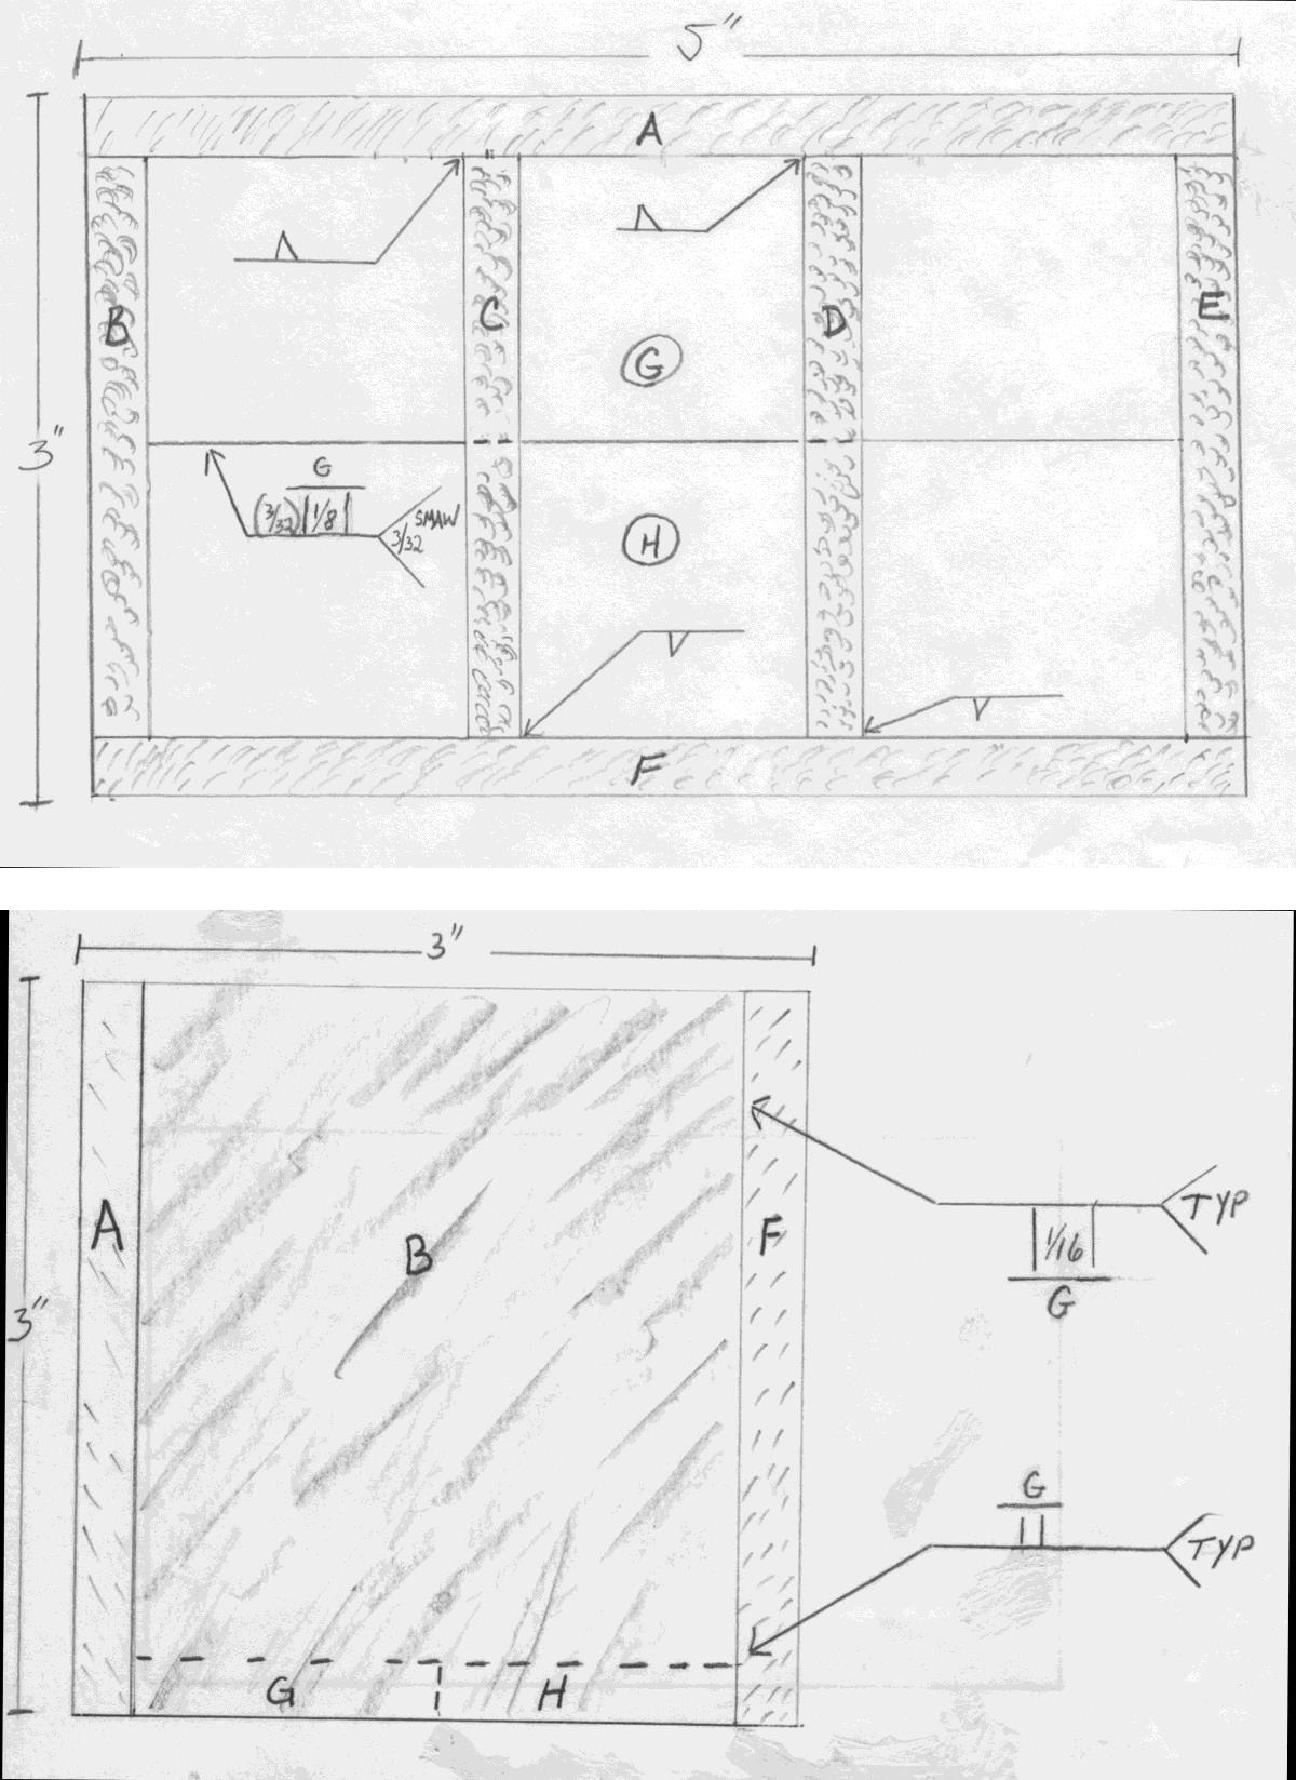 5"
A
B
C
D
E
G
3"
G
(3/32) 1/8
SMAW
3/32
H
F
3"
A
B
F
TYP
1/16
G
3"
G
TYP
G
H